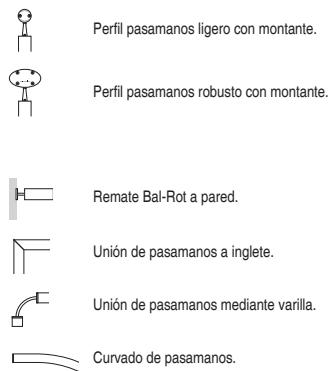 Perfil pasamanos ligero con montante.
Perfil pasamanos robusto con montante.
Remate Bal-Rot a pared.
Unión de pasamanos a inglete.
Unión de pasamanos mediante varilla.
Curvado de pasamanos.